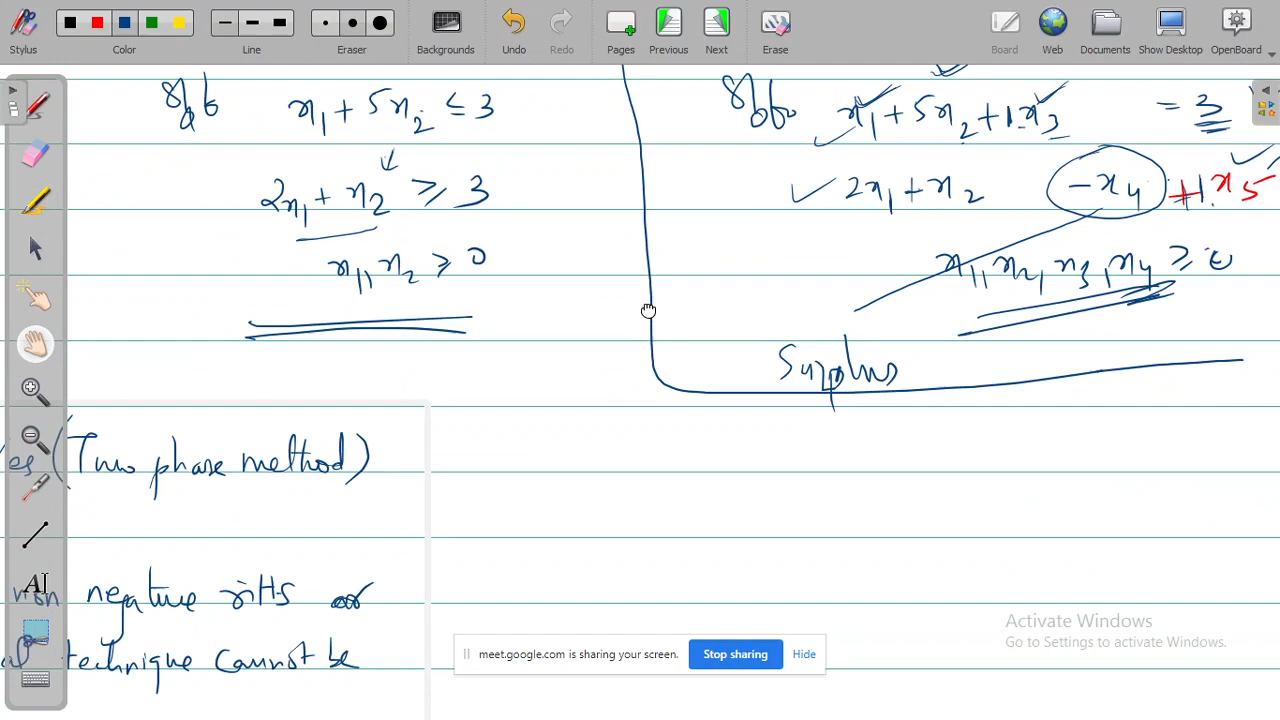 Stylus Color Line Eraser Backgrounds Undo Redo Pages Previous Next Erase Board Web Documents Show Desktop OpenBoard
x₁ + 5x₂ ≤ 3
2x₁ + x₂ ≥ 3
x₁, x₂ ≥ 0
x₁ + 5x₂ + 1x₃ = 3
2x₁ + x₂ - x₄ +1.x5
x₁, x₂, x₃, x₄ ≥ 0
Surplus
(Two phase method)
non negative
technique cannot be
meet.google.com is sharing your screen. Stop sharing Hide
Activate Windows
Go to Settings to activate Windows.